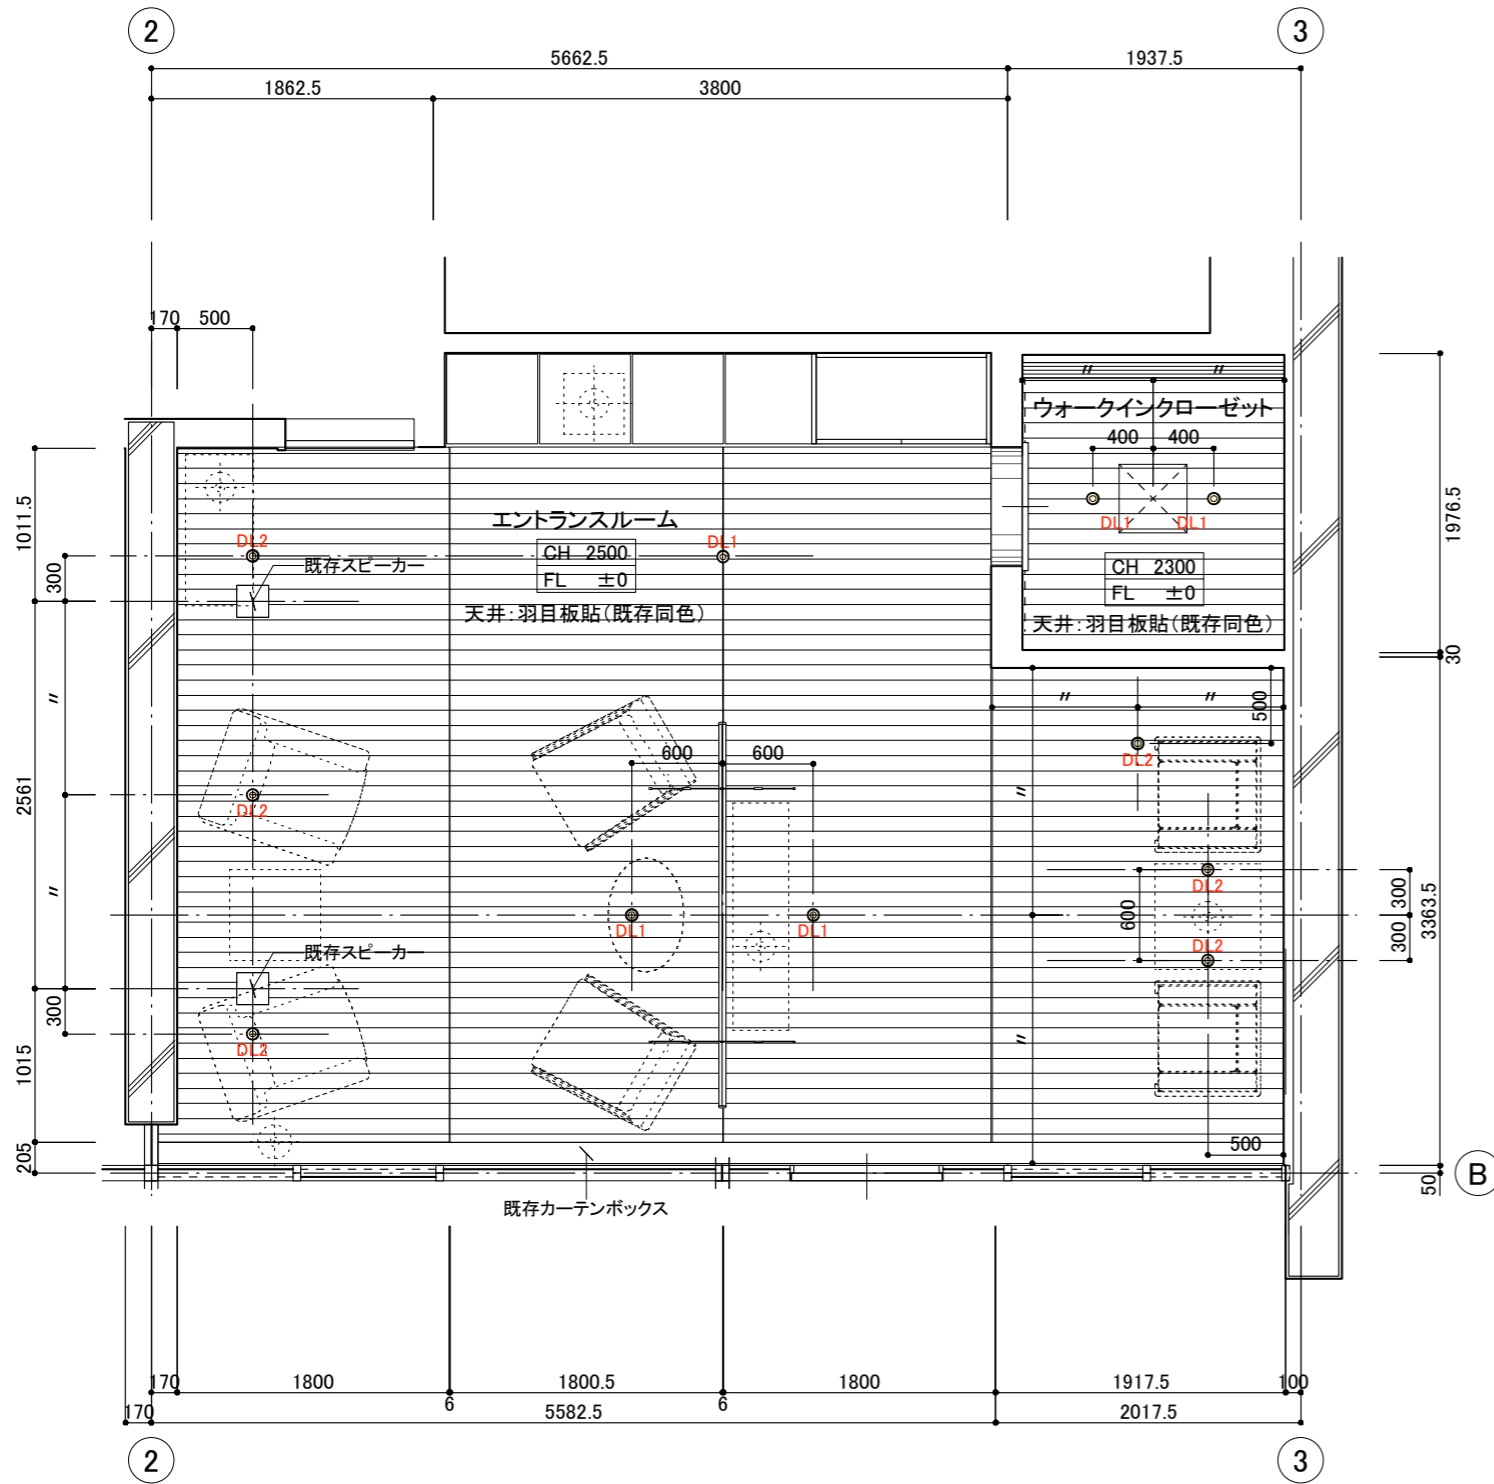 2
3
5662.5
1937.5
1862.5
3800
170
500
〃
〃
ウォークインクローゼット
400
400
DL1
DL1
CH 2300
FL ±0
天井:羽目板貼(既存同色)
エントランスルーム
CH 2500
FL ±0
天井:羽目板貼(既存同色)
DL2
DL1
既存スピーカー
1011.5
300
〃
2561
〃
300
1015
205
1976.5
30
3363.5
50
〃
〃
500
DL2
600
600
〃
DL2
DL2
300
300
DL2
600
DL1
DL1
既存スピーカー
DL2
〃
500
B
既存カーテンボックス
170
1800
1800.5
1800
1917.5
100
6
6
170
5582.5
2017.5
2
3